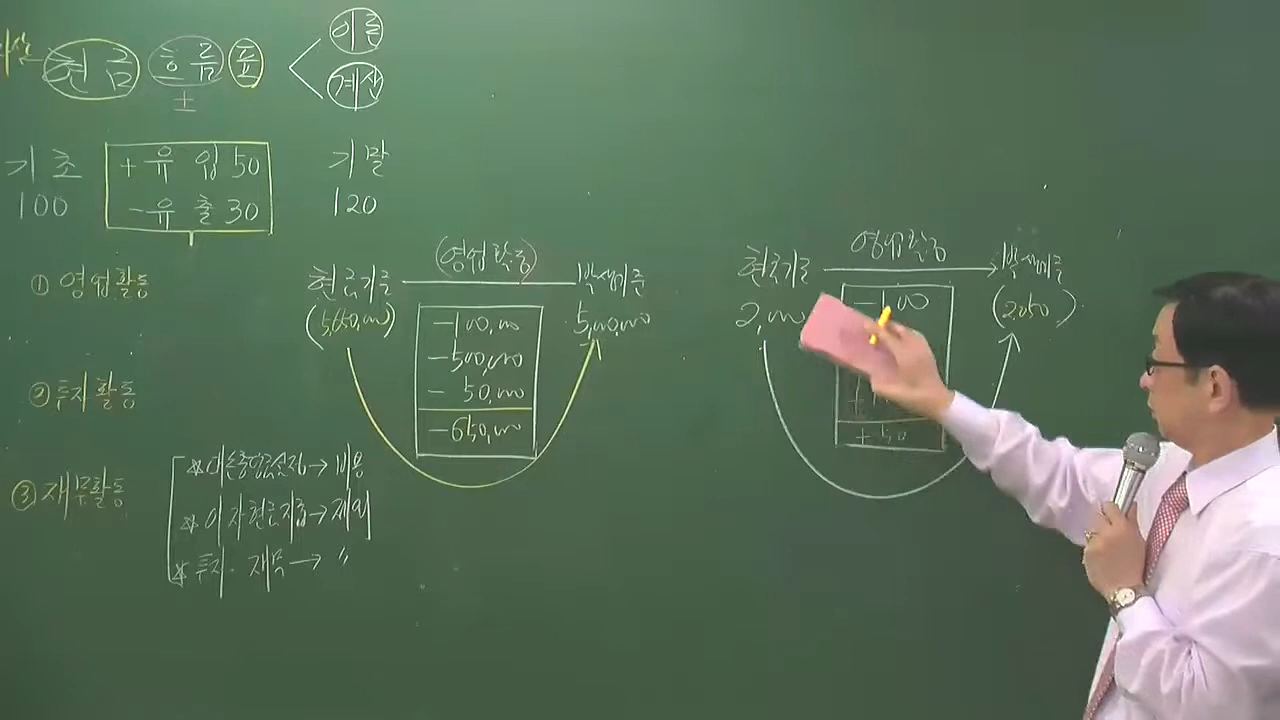 현금 흐름 표
이론
계산
±
기초
+유입 50
기말
100
-유출 30
120
① 영업활동
② 투자활동
③ 재무활동
(영업활동)
현금기준
발생기준
(5,650,000)
5,000,000
-100,000
-500,000
- 50,000
-650,000
영업활동
현금기준
발생기준
2,000
(2,050)
-100
+50
※ 대손충당금설정→비용
※ 이자현금지급→제외
※ 투자·재무→ 〃